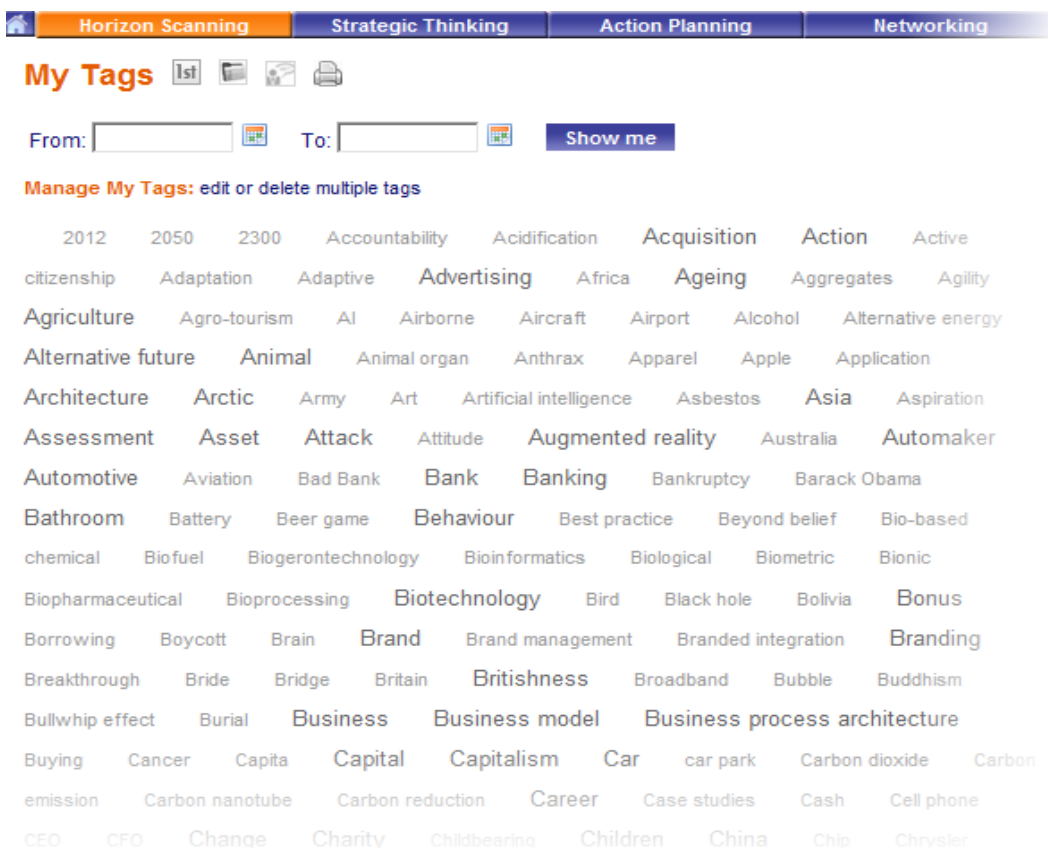 Horizon Scanning Strategic Thinking Action Planning Networking
My Tags 1st
From: To: Show me
Manage My Tags: edit or delete multiple tags
2012 2050 2300 Accountability Acidification Acquisition Action Active
citizenship Adaptation Adaptive Advertising Africa Ageing Aggregates Agility
Agriculture Agro-tourism AI Airborne Aircraft Airport Alcohol Alternative energy
Alternative future Animal Animal organ Anthrax Apparel Apple Application
Architecture Arctic Army Art Artificial intelligence Asbestos Asia Aspiration
Assessment Asset Attack Attitude Augmented reality Australia Automaker
Automotive Aviation Bad Bank Bank Banking Bankruptcy Barack Obama
Bathroom Battery Beer game Behaviour Best practice Beyond belief Bio-based
chemical Biofuel Biogerontechnology Bioinformatics Biological Biometric Bionic
Biopharmaceutical Bioprocessing Biotechnology Bird Black hole Bolivia Bonus
Borrowing Boycott Brain Brand Brand management Branded integration Branding
Breakthrough Bride Bridge Britain Britishness Broadband Bubble Buddhism
Bullwhip effect Burial Business Business model Business process architecture
Buying Cancer Capita Capital Capitalism Car car park Carbon dioxide Carbon
emission Carbon nanotube Carbon reduction Career Case studies Cash Cell phone
CEO CFO Change Charity Childbearing Children China Chip Chrysler